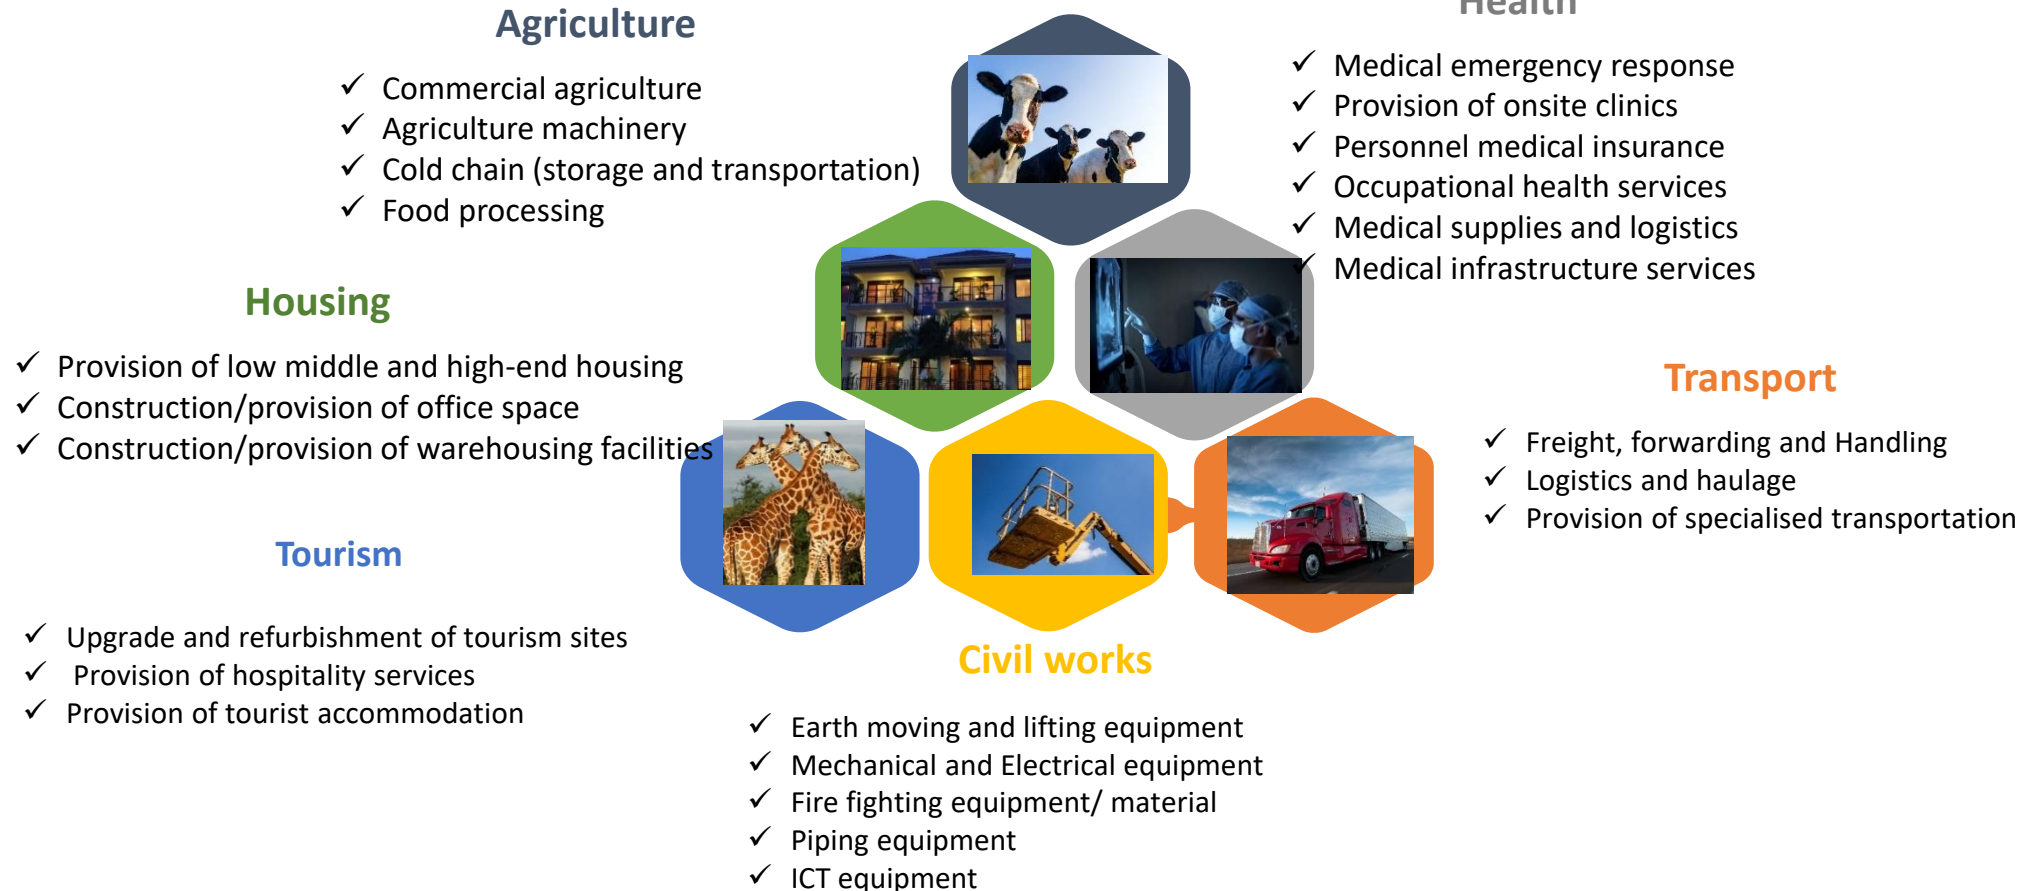 Agriculture
✓ Commercial agriculture
✓ Agriculture machinery
✓ Cold chain (storage and transportation)
✓ Food processing
Health
✓ Medical emergency response
✓ Provision of onsite clinics
✓ Personnel medical insurance
✓ Occupational health services
✓ Medical supplies and logistics
✓ Medical infrastructure services
Housing
✓ Provision of low middle and high-end housing
✓ Construction/provision of office space
✓ Construction/provision of warehousing facilities
Transport
✓ Freight, forwarding and Handling
✓ Logistics and haulage
✓ Provision of specialised transportation
Tourism
✓ Upgrade and refurbishment of tourism sites
✓ Provision of hospitality services
✓ Provision of tourist accommodation
Civil works
✓ Earth moving and lifting equipment
✓ Mechanical and Electrical equipment
✓ Fire fighting equipment/ material
✓ Piping equipment
✓ ICT equipment